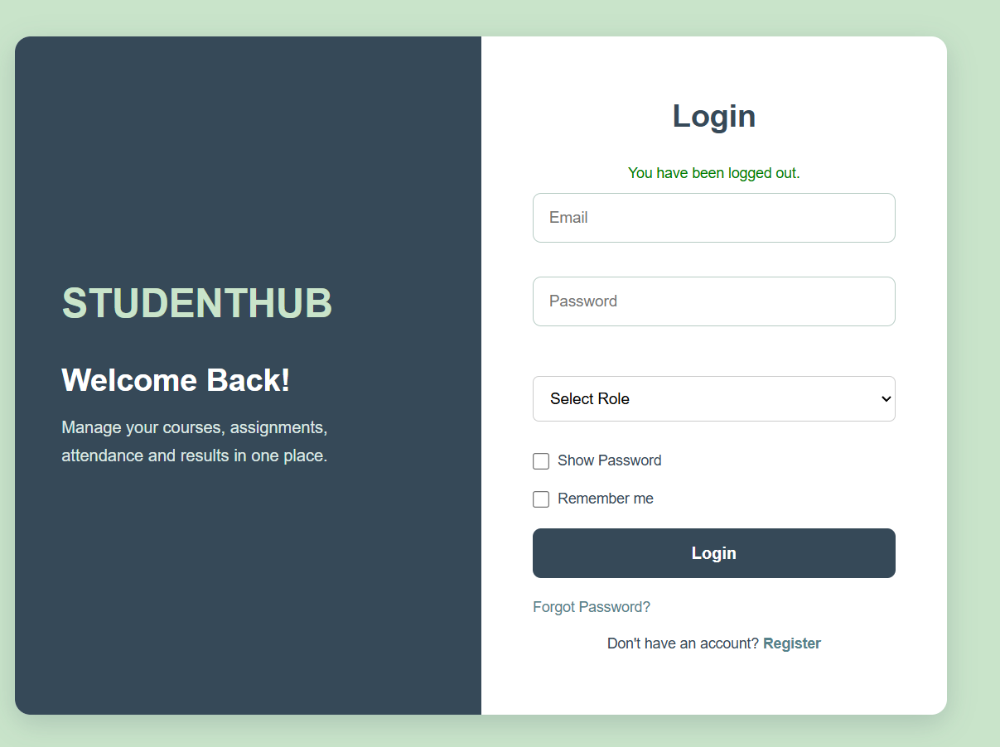 STUDENTHUB
Welcome Back!
Manage your courses, assignments,
attendance and results in one place.
Login
You have been logged out.
Email
Password
Select Role
Show Password
Remember me
Login
Forgot Password?
Don't have an account? Register